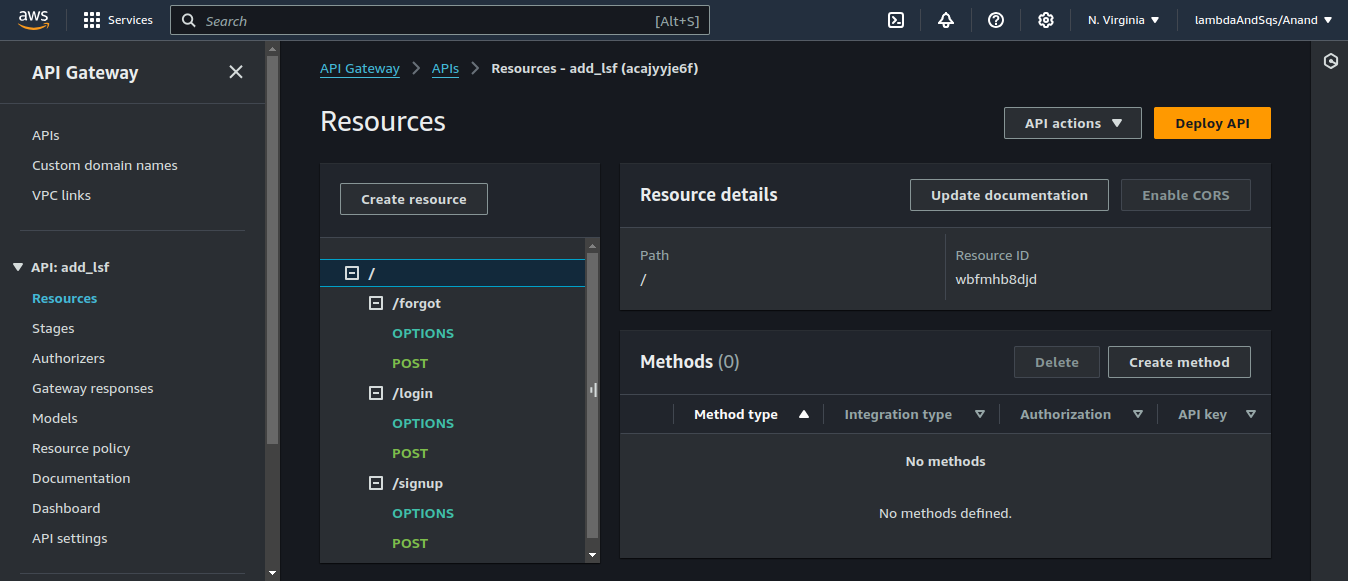 aws
Services
Search
[Alt+S]
N. Virginia
lambdaAndSqs/Anand
API Gateway
APIs
Custom domain names
VPC links
API: add_lsf
Resources
Stages
Authorizers
Gateway responses
Models
Resource policy
Documentation
Dashboard
API settings
API Gateway
APIs
Resources - add_lsf (acajyyje6f)
Resources
API actions
Deploy API
Create resource
/
/forgot
OPTIONS
POST
/login
OPTIONS
POST
/signup
OPTIONS
POST
Resource details
Update documentation
Enable CORS
Path
/
Resource ID
wbfmhb8djd
Methods (0)
Delete
Create method
Method type
Integration type
Authorization
API key
No methods
No methods defined.